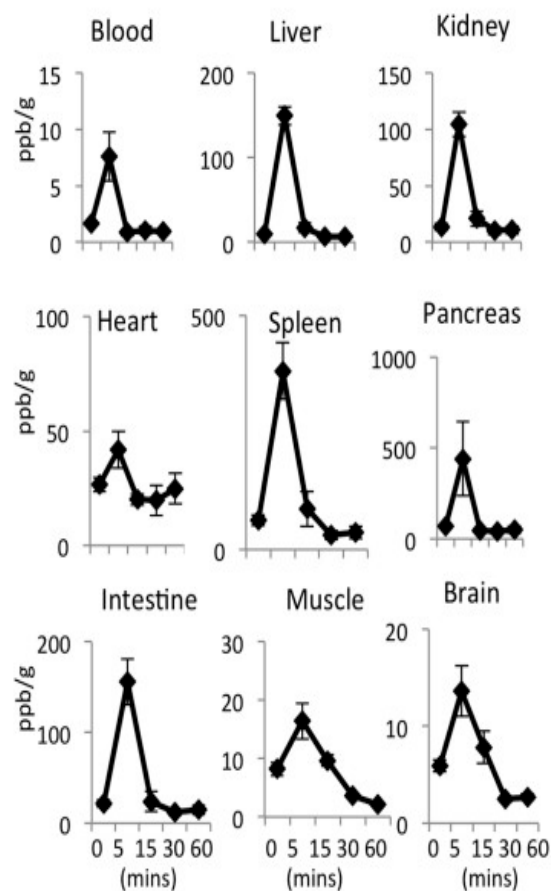 Blood
ppb/g
15
10
5
0
Liver
200
100
0
Kidney
150
100
50
0
Heart
ppb/g
100
50
0
Spleen
500
0
Pancreas
1000
500
0
Intestine
ppb/g
200
100
0
0 5 15 30 60
(mins)
Muscle
30
20
10
0
0 5 15 30 60
(mins)
Brain
20
10
0
0 5 15 30 60
(mins)